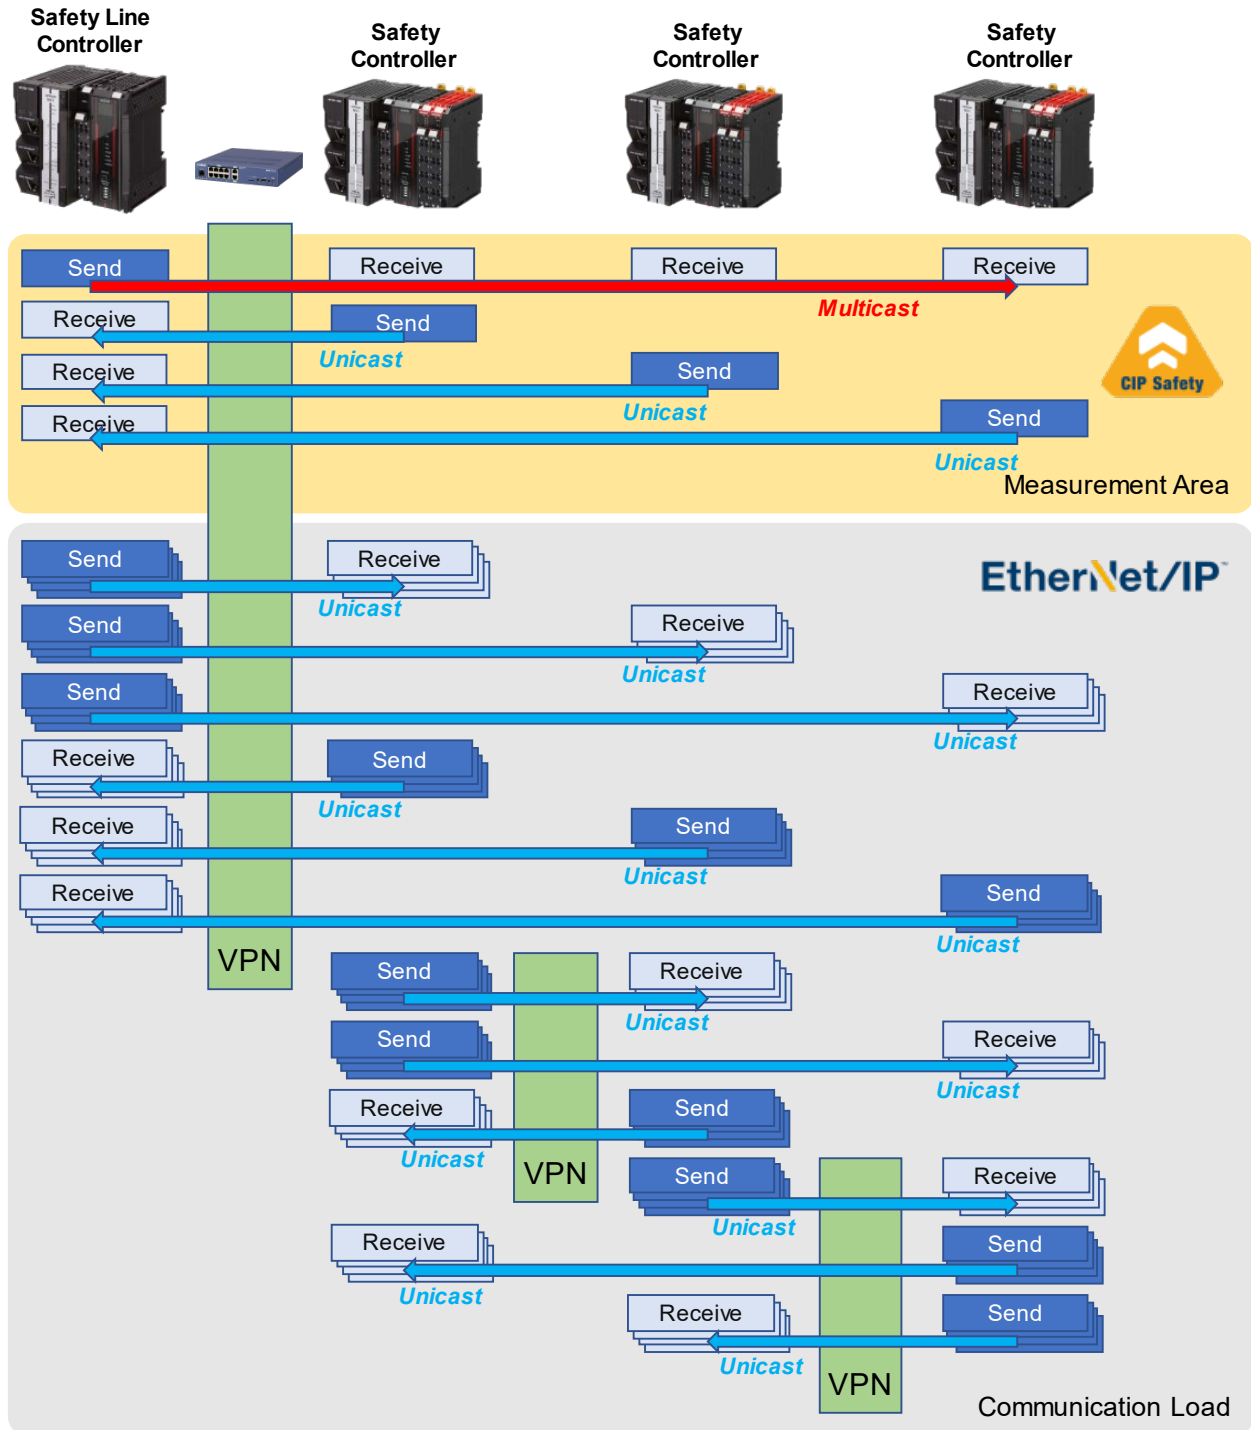 Safety Line
Controller
Safety
Controller
Safety
Controller
Safety
Controller
Send
Receive
Receive
Receive
Multicast
Receive
Send
Unicast
Receive
Send
Unicast
Receive
Send
Unicast
CIP Safety
Measurement Area
EtherNet/IP™
Send
Receive
Unicast
Send
Receive
Unicast
Send
Receive
Unicast
Receive
Send
Unicast
Receive
Send
Unicast
Receive
Send
Unicast
VPN
Send
Receive
Unicast
Send
Receive
Unicast
Receive
Send
Unicast
VPN
Send
Receive
Unicast
Receive
Send
Unicast
Receive
Send
Unicast
VPN
Communication Load